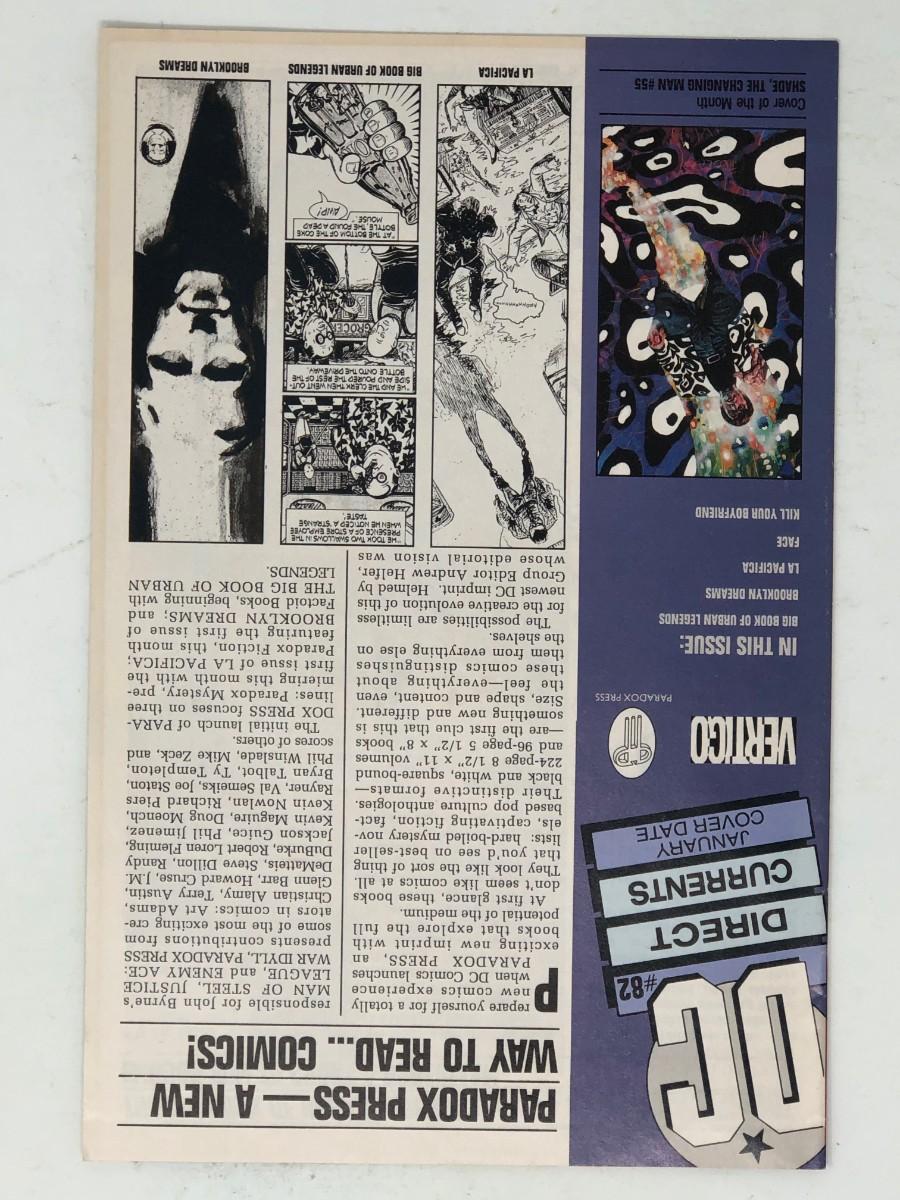 DC
#82
DIRECT
CURRENTS
JANUARY
COVER DATE
VERTIGO
PARADOX PRESS
IN THIS ISSUE:
BIG BOOK OF URBAN LEGENDS
BROOKLYN DREAMS
LA PACIFICA
FACE
KILL YOUR BOYFRIEND
Cover of the Month
SHADE, THE CHANGING MAN #55
PARADOX PRESS — A NEW
WAY TO READ... COMICS!
Prepare yourself for a totally
new comics experience
when DC Comics launches
PARADOX PRESS, an
exciting new imprint with
books that explore the full
potential of the medium.
At first glance, these books
don't seem like comics at all.
They look like the sort of thing
that you'd see on best-seller
lists: hard-boiled mystery nov-
els, captivating fiction, fact-
based pop culture anthologies.
Their distinctive formats—
black and white, square-bound
224-page 8 1/2" x 11" volumes
and 96-page 5 1/2" x 8" books
—are the first clue that this is
something new and different.
Size, shape and content, even
the feel—everything about
these comics distinguishes
them from everything else on
the shelves.
The possibilities are limitless
for the creative evolution of this
newest DC imprint. Helmed by
Group Editor Andrew Helfer,
whose editorial vision was
responsible for John Byrne's
MAN OF STEEL, JUSTICE
LEAGUE, and ENEMY ACE:
WAR IDYLL, PARADOX PRESS
presents contributions from
some of the most exciting cre-
ators in comics: Art Adams,
Christian Alamy, Terry Austin,
Glenn Barr, Howard Cruse, J.M.
DeMatteis, Steve Dillon, Randy
DuBurke, Robert Loren Fleming,
Jackson Guice, Phil Jimenez,
Kevin Maguire, Doug Moench,
Kevin Nowlan, Richard Piers
Rayner, Val Semeiks, Joe Staton,
Bryan Talbot, Ty Templeton,
Phil Winslade, Mike Zeck, and
scores of others.
The initial launch of PARA-
DOX PRESS focuses on three
lines: Paradox Mystery, pre-
miering this month with the
first issue of LA PACIFICA;
Paradox Fiction, this month
featuring the first issue of
BROOKLYN DREAMS; and
Factoid Books, beginning with
THE BIG BOOK OF URBAN
LEGENDS.
LA PACIFICA
"HE TOOK TWO SWALLOWS IN THE
PRESENCE OF A STORE EMPLOYEE
WHEN HE NOTICED A 'STRANGE
TASTE'.
"HE AND THE CLERK THEN WENT OUT-
SIDE AND POURED THE REST OF THE
BOTTLE ONTO THE DRIVEWAY.
GROCER
"AT THE BOTTOM OF THE COKE
BOTTLE, THE FOUND A DEAD
MOUSE."
AWP!
BIG BOOK OF URBAN LEGENDS
BROOKLYN DREAMS